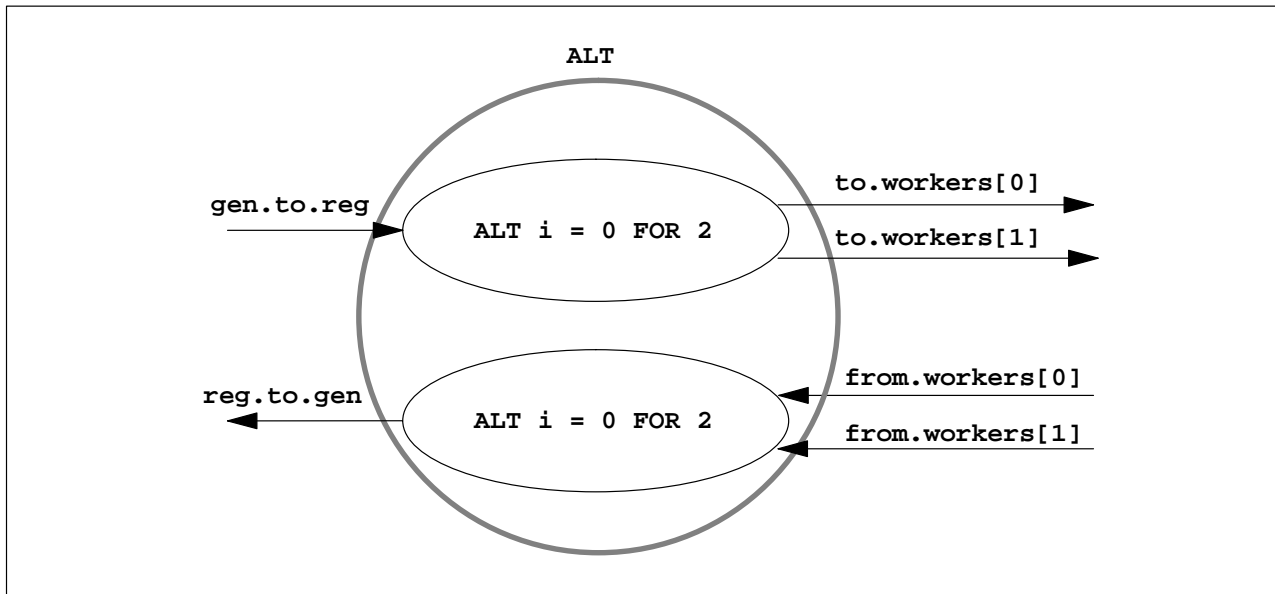 ALT
gen.to.reg
ALT i = 0 FOR 2
to.workers[0]
to.workers[1]
reg.to.gen
ALT i = 0 FOR 2
from.workers[0]
from.workers[1]